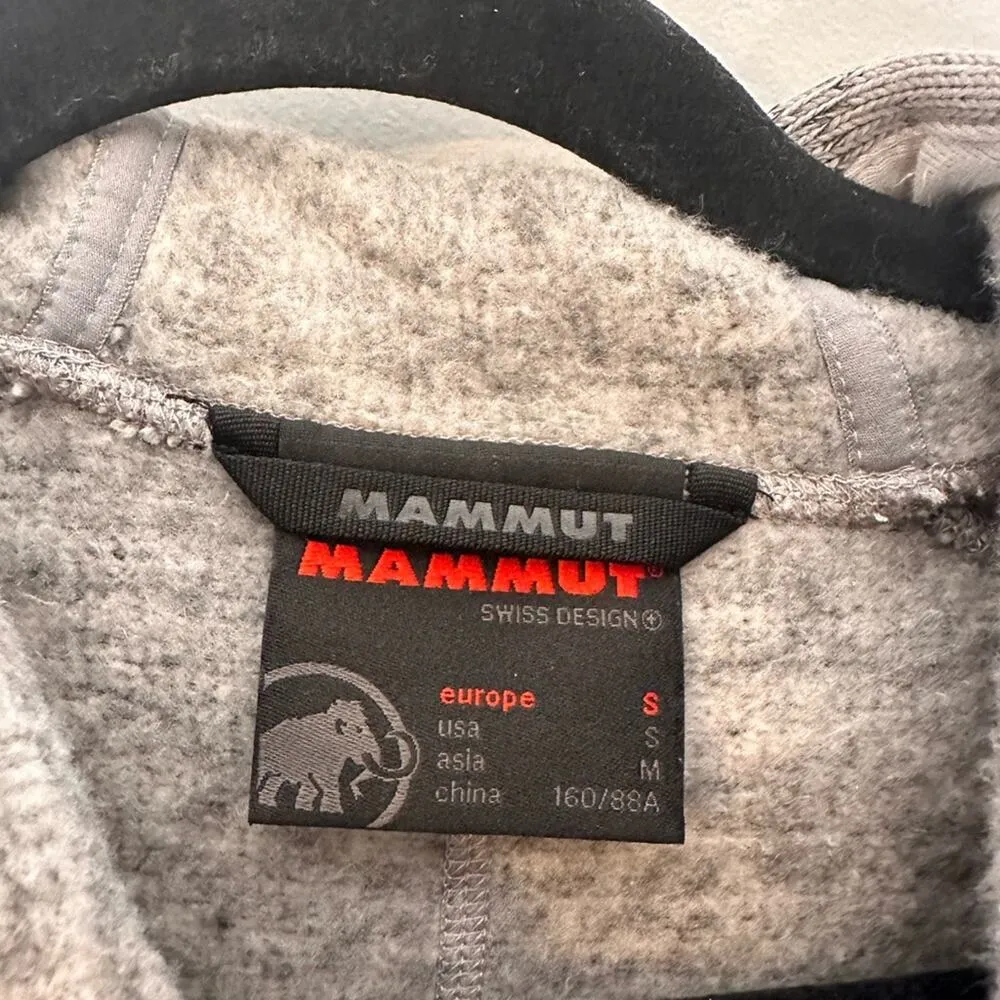 MAMMUT
MAMMUT®
SWISS DESIGN
europe S
usa S
asia M
china 160/88A